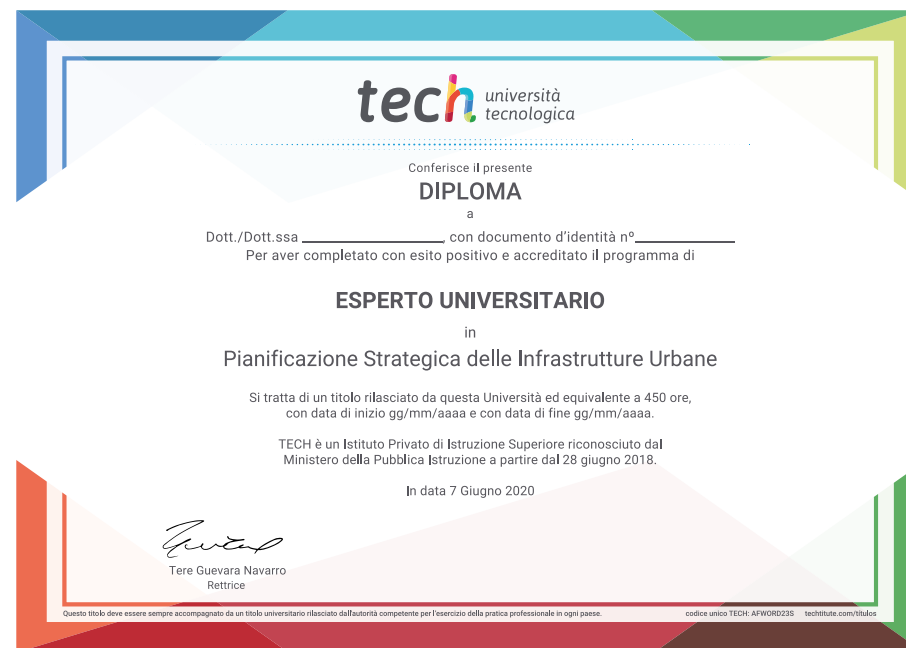 tech università
tecnologica
Conferisce il presente
DIPLOMA
a
Dott./Dott.ssa ________________, con documento d'identità nº____________
Per aver completato con esito positivo e accreditato il programma di
ESPERTO UNIVERSITARIO
in
Pianificazione Strategica delle Infrastrutture Urbane
Si tratta di un titolo rilasciato da questa Università ed equivalente a 450 ore,
con data di inizio gg/mm/aaaa e con data di fine gg/mm/aaaa.
TECH è un Istituto Privato di Istruzione Superiore riconosciuto dal
Ministero della Pubblica Istruzione a partire dal 28 giugno 2018.
In data 7 Giugno 2020
Tere Guevara Navarro
Rettrice
Questo titolo deve essere sempre accompagnato da un titolo universitario rilasciato dall'autorità competente per l'esercizio della pratica professionale in ogni paese. codice unico TECH: AFWORD23S techtitute.com/titulos